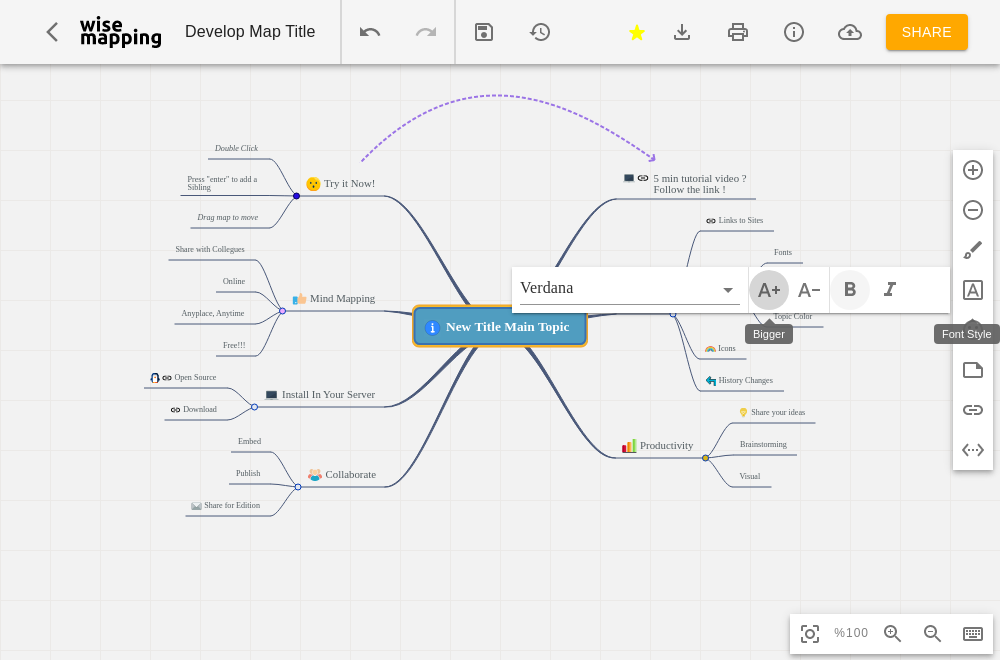 wise
mapping
Develop Map Title
SHARE
Double Click
Press "enter" to add a
Sibling
Drag map to move
Try it Now!
5 min tutorial video ?
Follow the link !
Links to Sites
Fonts
Share with Collegues
Online
Anyplace, Anytime
Free!!!
Mind Mapping
New Title Main Topic
Verdana
A+
A-
B
I
Bigger
Topic Color
A
Font Style
Icons
History Changes
Open Source
Download
Install In Your Server
Share your ideas
Brainstorming
Visual
Productivity
Embed
Publish
Share for Edition
Collaborate
%100